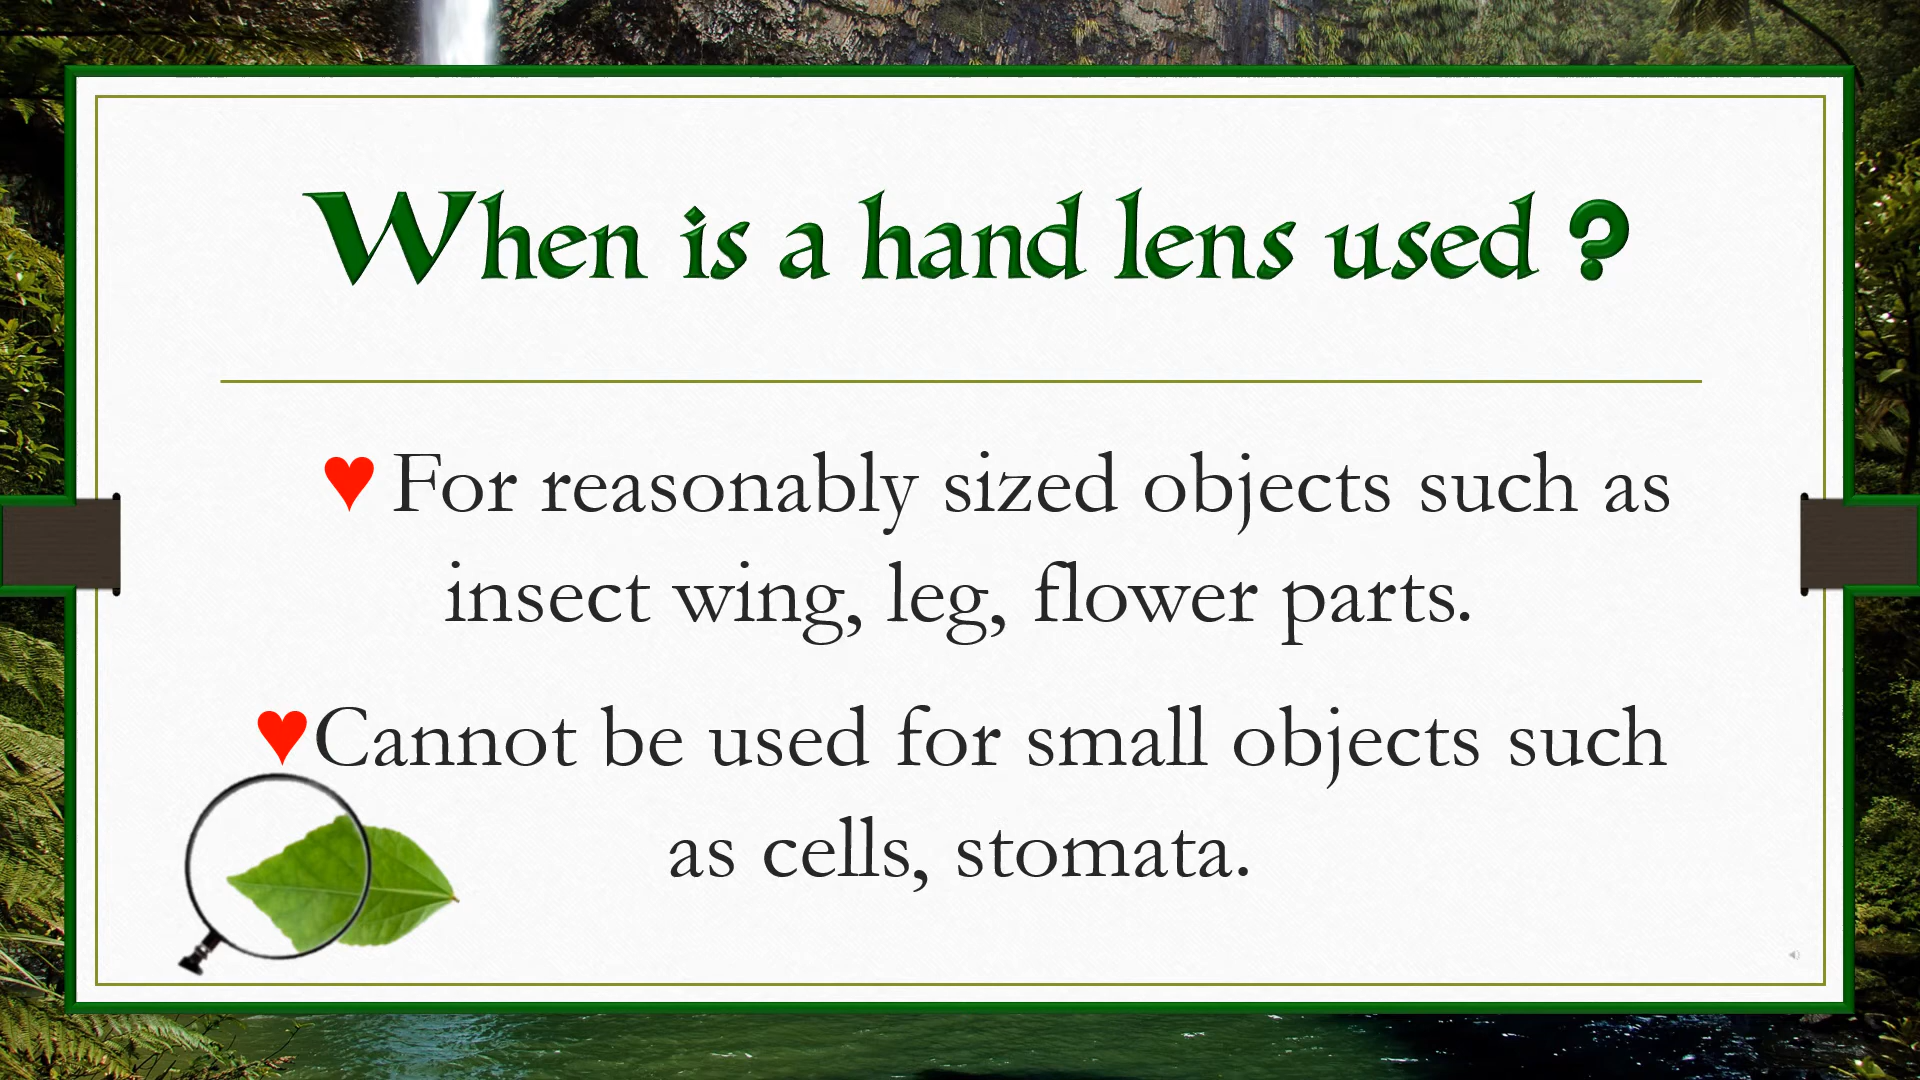 When is a hand lens used ?
♥ For reasonably sized objects such as
insect wing, leg, flower parts.
♥Cannot be used for small objects such
as cells, stomata.